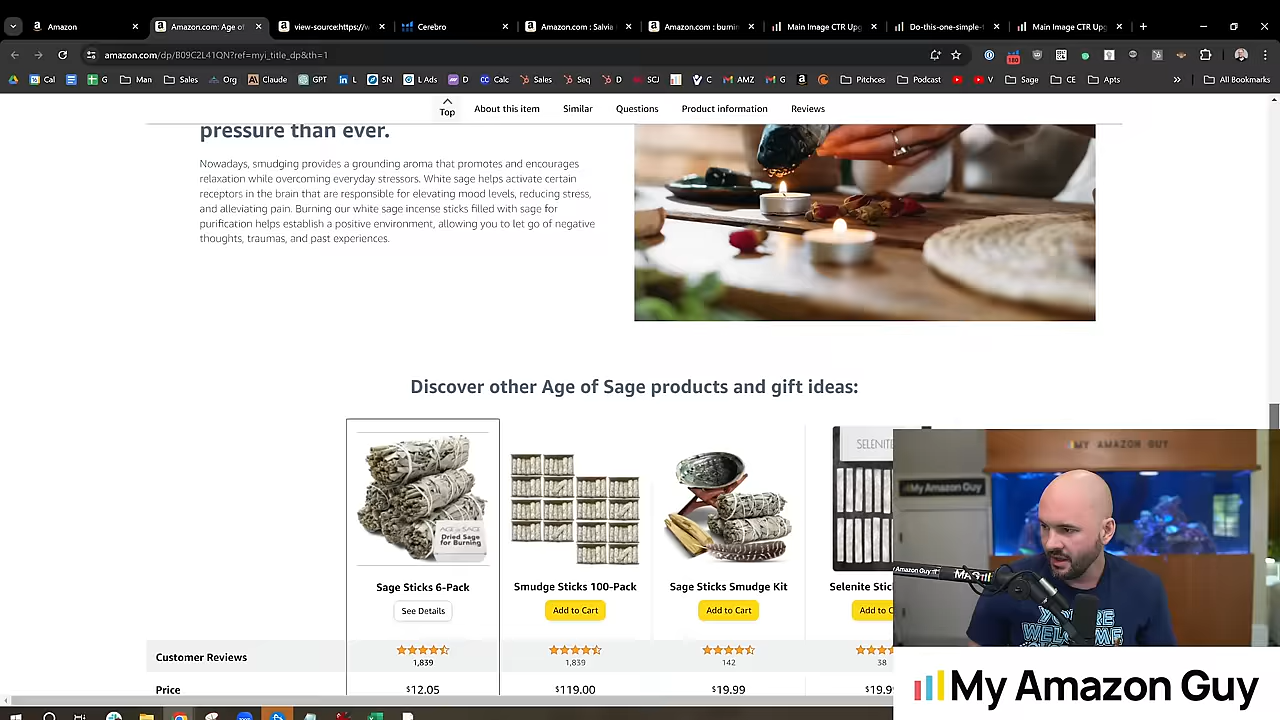 Amazon
Amazon.com: Age of
view-source:https://w
Cerebro
Amazon.com : Salvia
Amazon.com : burnin
Main Image CTR Upg
Do-this-one-simple-t
Main Image CTR Upg
amazon.com/dp/B09C2L41QN?ref=myi_title_dp&th=1
180
Cal
G
Man
Sales
Org
Claude
GPT
L
SN
L Ads
D
Calc
Sales
Seq
D
SCJ
C
AMZ
G
Pitchces
Podcast
V
Sage
CE
Apts
All Bookmarks
Top
About this item
Similar
Questions
Product information
Reviews
pressure than ever.
Nowadays, smudging provides a grounding aroma that promotes and encourages
relaxation while overcoming everyday stressors. White sage helps activate certain
receptors in the brain that are responsible for elevating mood levels, reducing stress,
and alleviating pain. Burning our white sage incense sticks filled with sage for
purification helps establish a positive environment, allowing you to let go of negative
thoughts, traumas, and past experiences.
Discover other Age of Sage products and gift ideas:
AGE of SAGE
Dried Sage
for Burning
SELENITE
Sage Sticks 6-Pack
Smudge Sticks 100-Pack
Sage Sticks Smudge Kit
Selenite Stic
See Details
Add to Cart
Add to Cart
Add to C
Customer Reviews
1,839
1,839
142
38
Price
$12.05
$119.00
$19.99
$19.9
MY AMAZON GUY
My Amazon Guy
My Amazon Guy
MAG
YOU'RE
WELCOME
My Amazon Guy